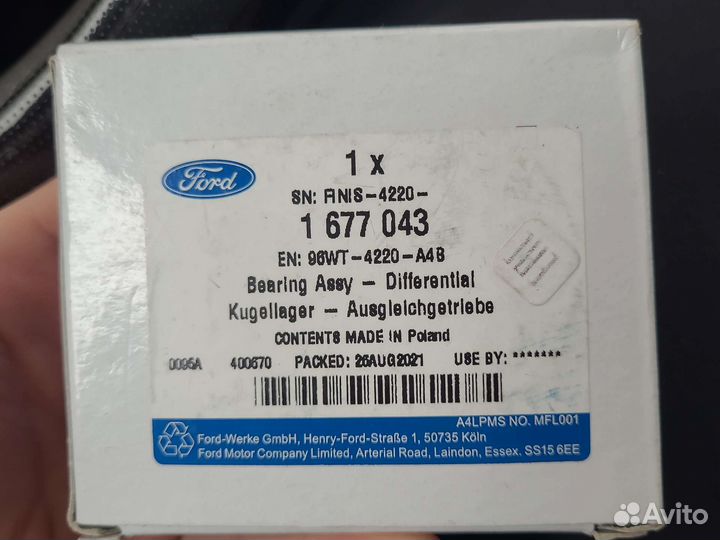 Ford
1 x
SN: FINIS-4220-
1 677 043
EN: 96WT-4220-A4B
Bearing Assy - Differential
Kugellager - Ausgleichgetriebe
CONTENTS MADE IN Poland
0095A 400670 PACKED: 26AUG2021 USE BY: *******
A4LPMS NO. MFL001
Ford-Werke GmbH, Henry-Ford-Straße 1, 50735 Köln
Ford Motor Company Limited, Arterial Road, Laindon, Essex. SS15 6EE
Avito